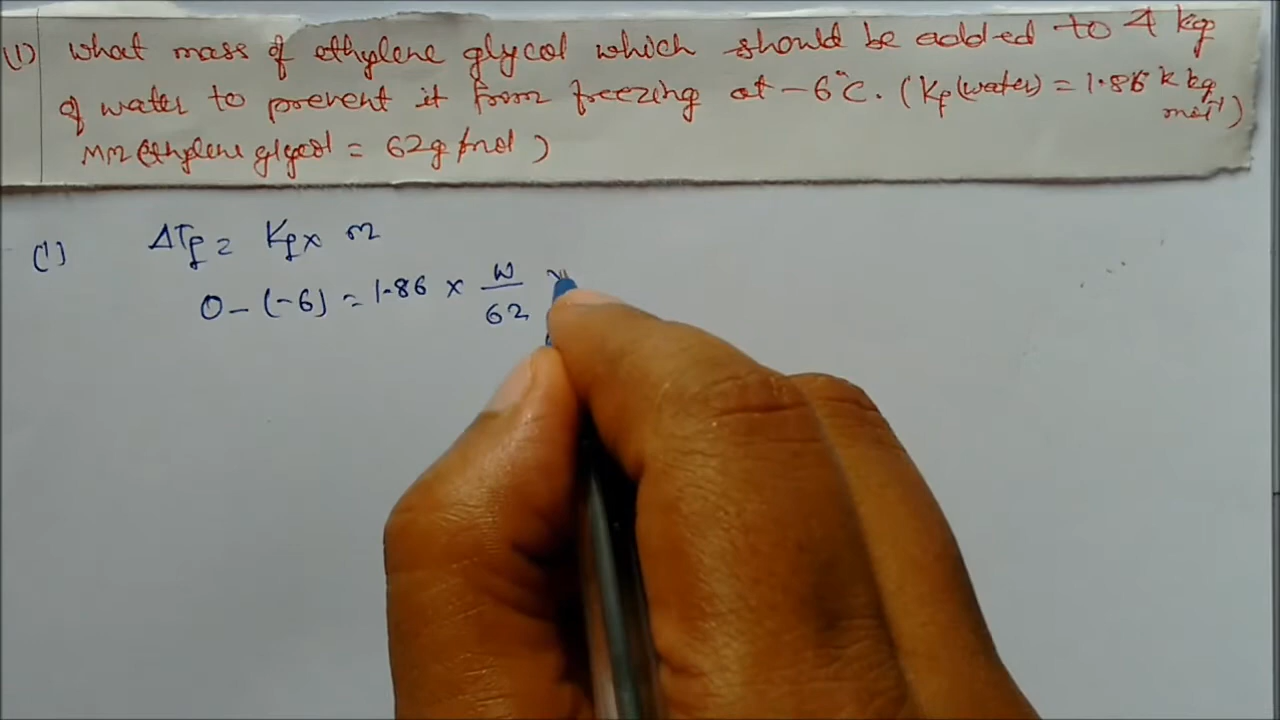 (1) What mass of ethylene glycol which should be added to 4 kg
of water to prevent it from freezing at -6°C. (Kf (water) = 1.86 k kg
mol⁻¹)
MM (Ethylene glycol = 62g/mol )
(1) ΔTf = Kf x m
0 - (-6) = 1.86 x W/62 x